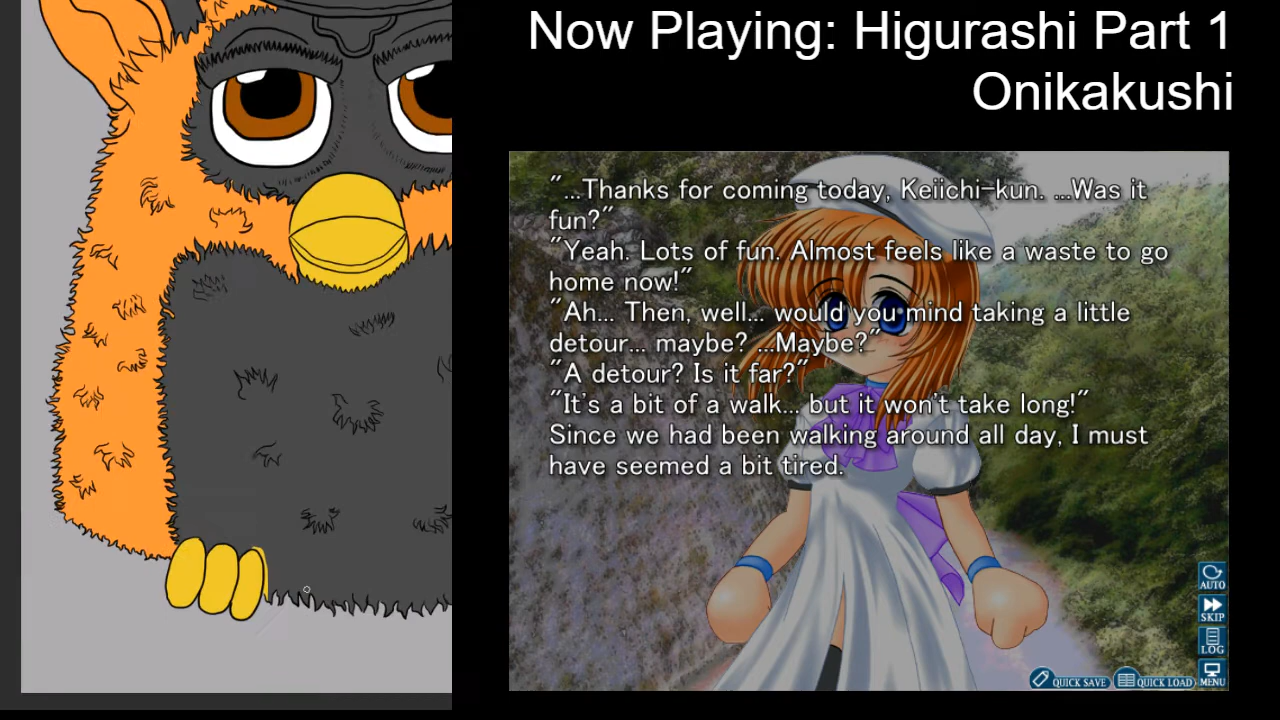 Now Playing: Higurashi Part 1
Onikakushi
"...Thanks for coming today, Keiichi-kun. ...Was it
fun?"
"Yeah. Lots of fun. Almost feels like a waste to go
home now!"
"Ah... Then, well... would you mind taking a little
detour... maybe? ...Maybe?"
"A detour? Is it far?"
"It's a bit of a walk... but it won't take long!"
Since we had been walking around all day, I must
have seemed a bit tired.
AUTO
SKIP
LOG
MENU
QUICK SAVE
QUICK LOAD